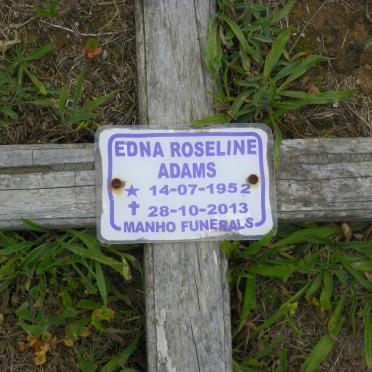 EDNA ROSELINE
ADAMS
★ 14-07-1952
✝ 28-10-2013
MANHO FUNERALS